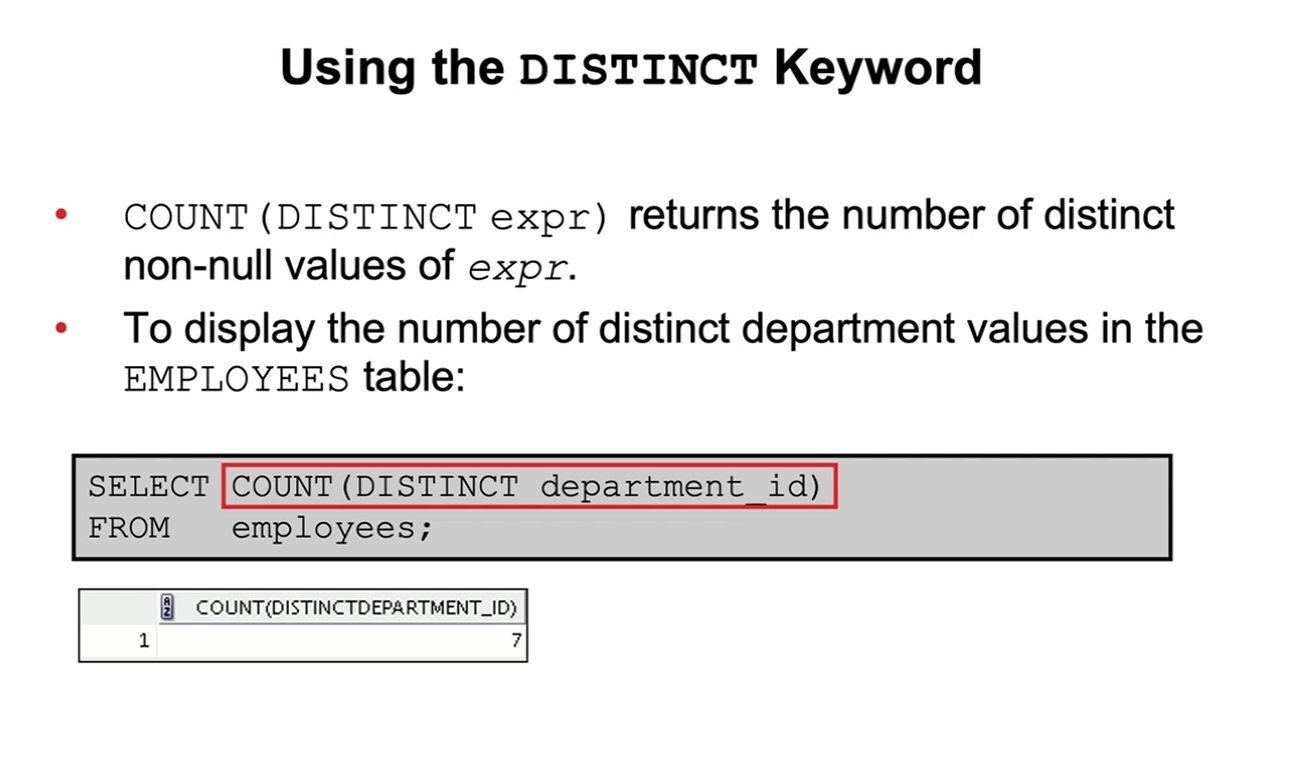 Using the DISTINCT Keyword
• COUNT(DISTINCT expr) returns the number of distinct
non-null values of expr.
• To display the number of distinct department values in the
EMPLOYEES table:
SELECT COUNT(DISTINCT department_id)
FROM   employees;
COUNT(DISTINCTDEPARTMENT_ID)
1 7